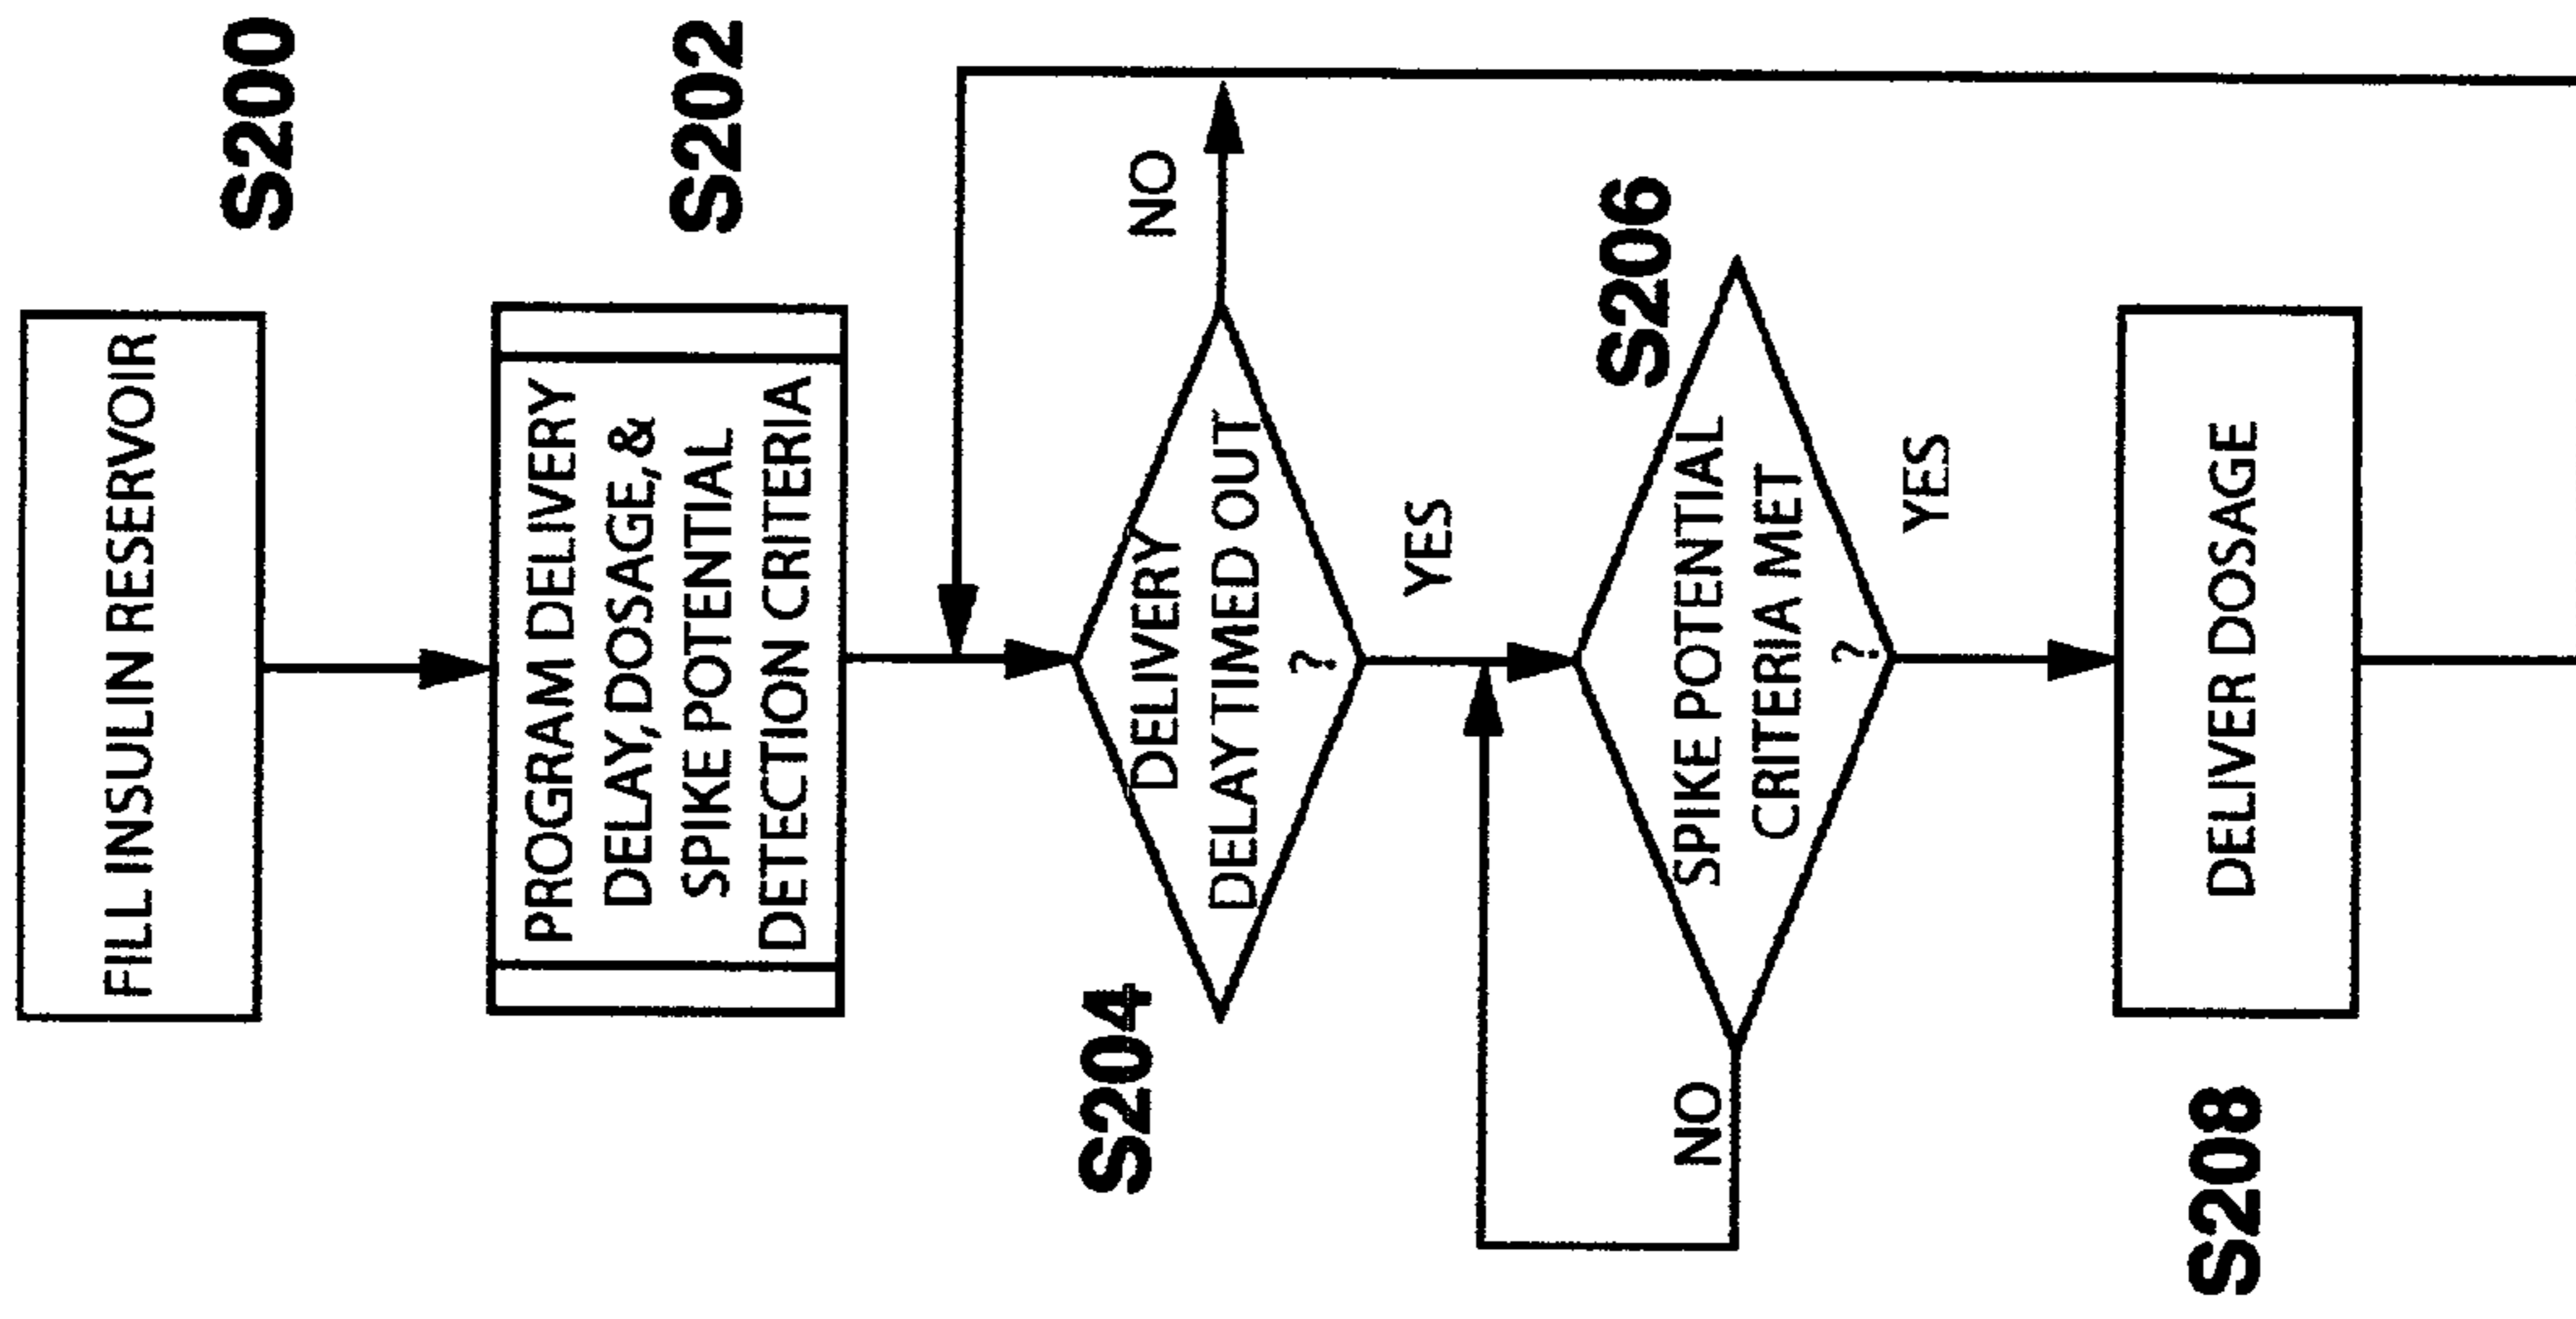 S200
FILL INSULIN RESERVOIR
S202
PROGRAM DELIVERY
DELAY, DOSAGE, &
SPIKE POTENTIAL
DETECTION CRITERIA
S204
DELIVERY
DELAY TIMED OUT
?
NO
YES
S206
SPIKE POTENTIAL
CRITERIA MET
?
NO
YES
S208
DELIVER DOSAGE